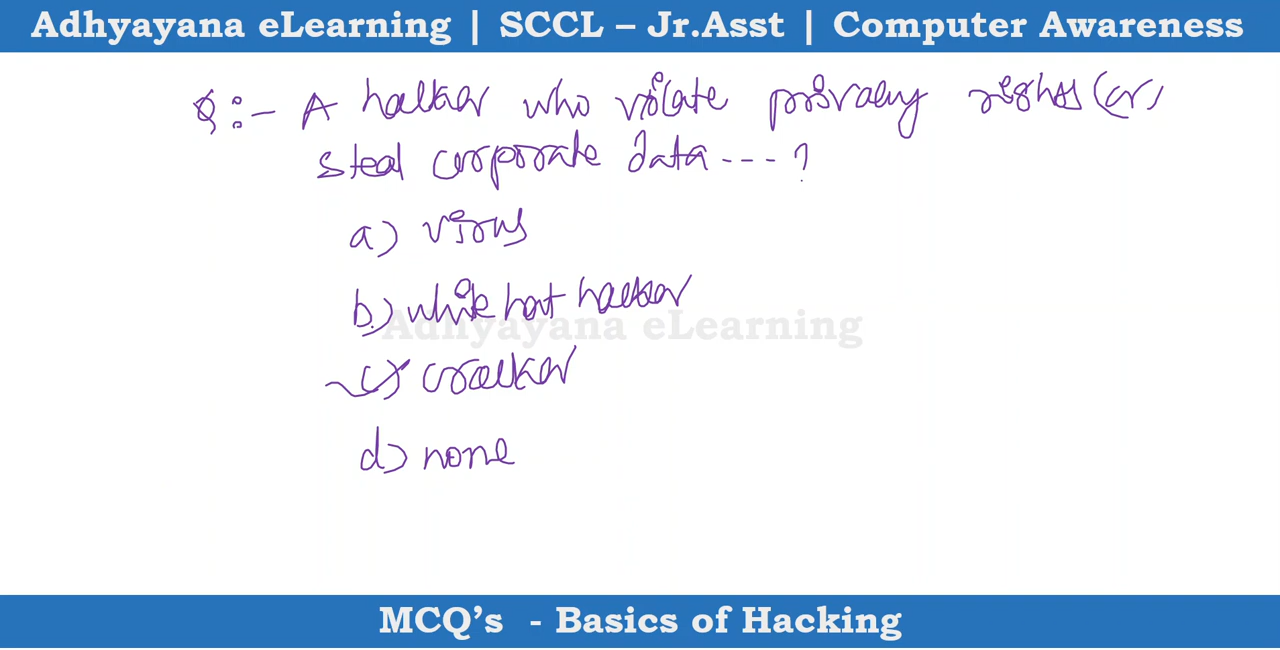 Adhyayana eLearning | SCCL – Jr.Asst | Computer Awareness
Q:- A hacker who violate privacy rights (or)
steal corporate data --- ?
a) virus
b) white hat hacker
Adhyayana eLearning
c) cracker
d) none
MCQ’s - Basics of Hacking